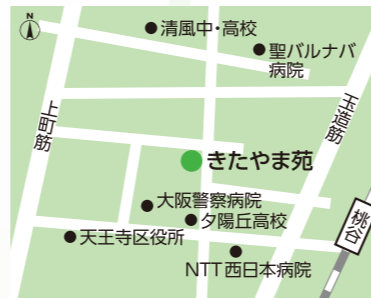 N
清風中・高校
聖バルナバ
病院
上町筋
玉造筋
きたやま苑
大阪警察病院
夕陽丘高校
天王寺区役所
桃谷
NTT西日本病院